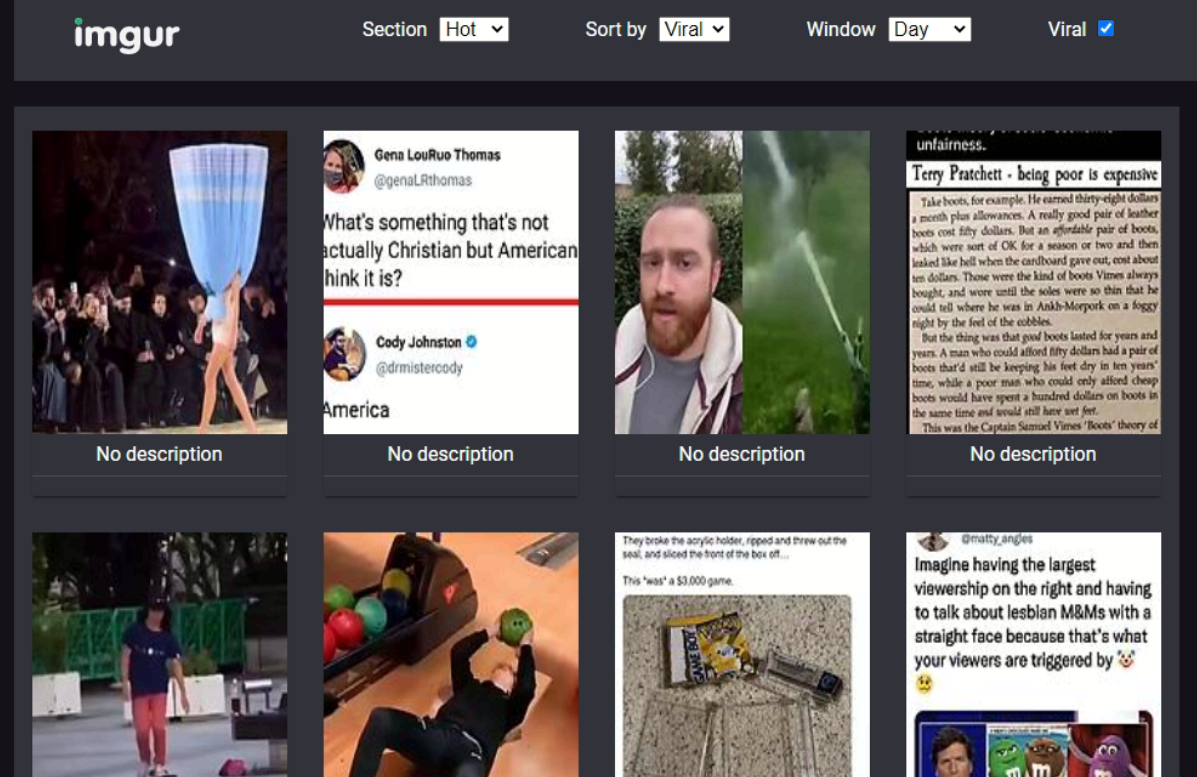 imgur
Section Hot Sort by Viral Window Day Viral
Gena LouRuo Thomas
@genaLRthomas
What's something that's not
actually Christian but American
hink it is?
Cody Johnston
@drmistercody
America
unfairness.
Terry Pratchett - being poor is expensive
Take boots, for example. He earned thirty-eight dollars
a month plus allowances. A really good pair of leather
boots cost fifty dollars. But an affordable pair of boots,
which were sort of OK for a season or two and then
leaked like hell when the cardboard gave out, cost about
ten dollars. Those were the kind of boots Vimes always
bought, and wore until the soles were so thin that he
could tell where he was in Ankh-Morpork on a foggy
night by the feel of the cobbles.
But the thing was that good boots lasted for years and
years. A man who could afford fifty dollars had a pair of
boots that'd still be keeping his feet dry in ten years'
time, while a poor man who could only afford cheap
boots would have spent a hundred dollars on boots in
the same time and would still have wet feet.
This was the Captain Samuel Vimes 'Boots' theory of
No description
No description
No description
No description
They broke the acrylic holder, ripped and threw out the
seal, and sliced the front of the box off...
This *was* a $3,000 game.
GAME BOY
@matty_angles
Imagine having the largest
viewership on the right and having
to talk about lesbian M&Ms with a
straight face because that's what
your viewers are triggered by 🤡
😢